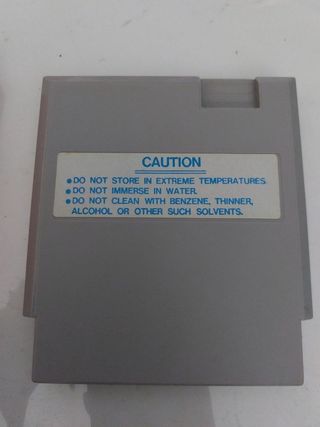 CAUTION
•DO NOT STORE IN EXTREME TEMPERATURES
•DO NOT IMMERSE IN WATER.
•DO NOT CLEAN WITH BENZENE, THINNER,
ALCOHOL OR OTHER SUCH SOLVENTS.